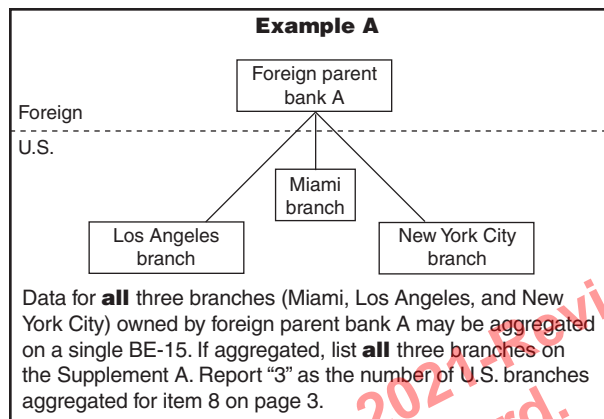 Example A
Foreign parent
bank A
Foreign
U.S.
Miami
branch
Los Angeles
branch
New York City
branch
Data for all three branches (Miami, Los Angeles, and New
York City) owned by foreign parent bank A may be aggregated
on a single BE-15. If aggregated, list all three branches on
the Supplement A. Report “3” as the number of U.S. branches
aggregated for item 8 on page 3.
2021-Revi